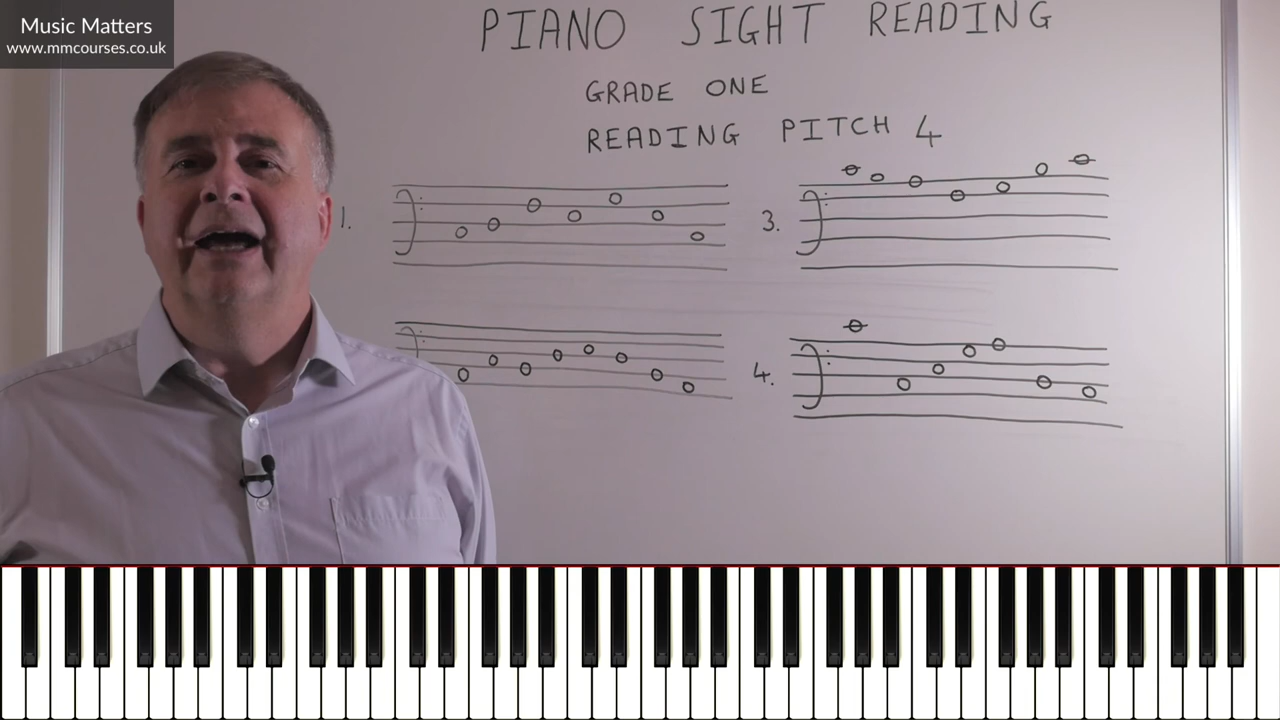 Music Matters
www.mmcourses.co.uk
PIANO SIGHT READING
GRADE ONE
READING PITCH 4
1.
3.
4.